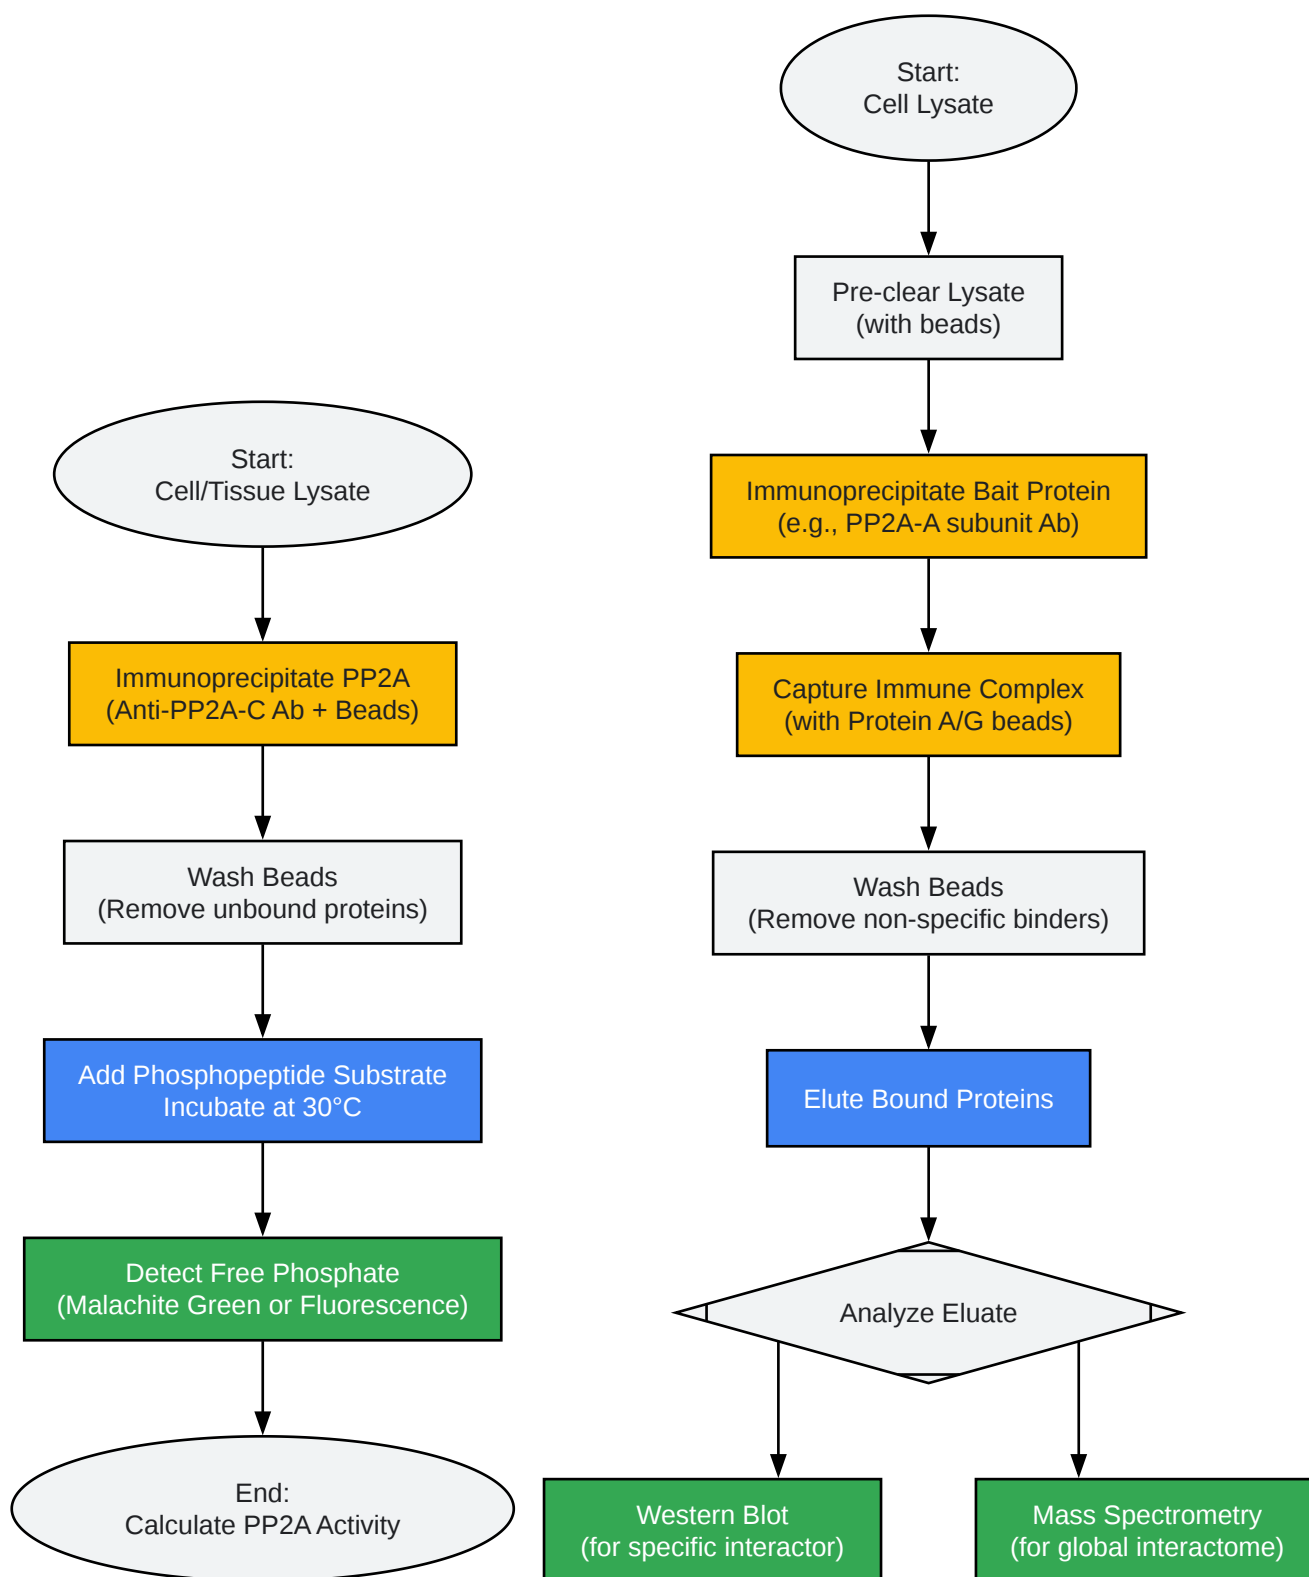 Start:
Cell/Tissue Lysate
Immunoprecipitate PP2A
(Anti-PP2A-C Ab + Beads)
Wash Beads
(Remove unbound proteins)
Add Phosphopeptide Substrate
Incubate at 30°C
Detect Free Phosphate
(Malachite Green or Fluorescence)
End:
Calculate PP2A Activity
Start:
Cell Lysate
Pre-clear Lysate
(with beads)
Immunoprecipitate Bait Protein
(e.g., PP2A-A subunit Ab)
Capture Immune Complex
(with Protein A/G beads)
Wash Beads
(Remove non-specific binders)
Elute Bound Proteins
Analyze Eluate
Western Blot
(for specific interactor)
Mass Spectrometry
(for global interactome)